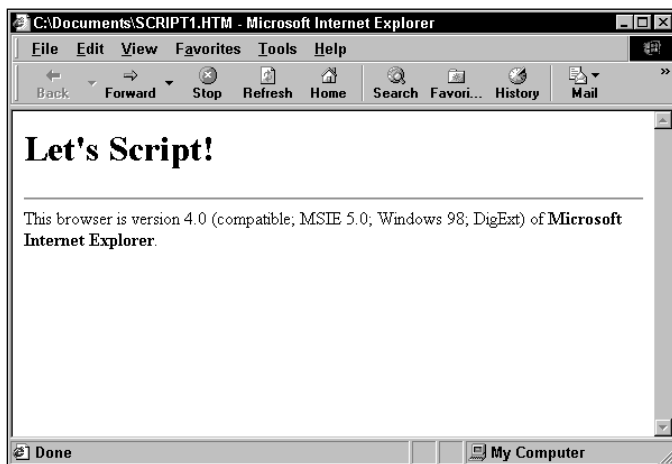 C:\Documents\SCRIPT1.HTM - Microsoft Internet Explorer
File Edit View Favorites Tools Help
Back Forward Stop Refresh Home Search Favori... History Mail »
Let's Script!
This browser is version 4.0 (compatible; MSIE 5.0; Windows 98; DigExt) of Microsoft
Internet Explorer.
Done My Computer